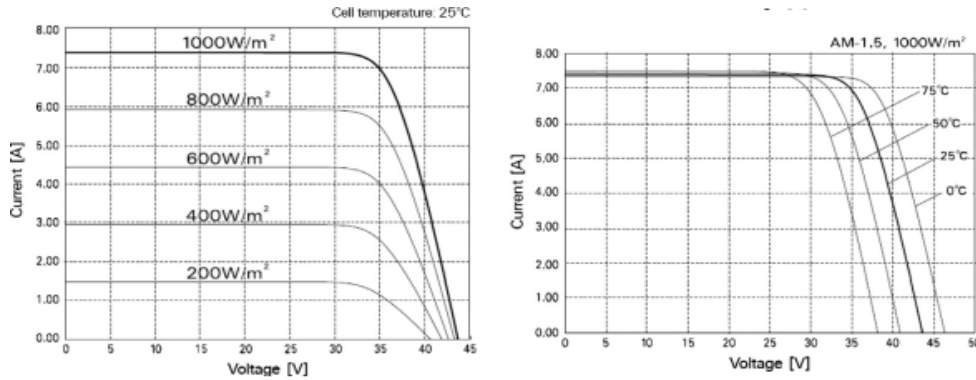 Cell temperature: 25℃
8.00
7.00
6.00
5.00
4.00
3.00
2.00
1.00
0.00
Current [A]
1000W/m²
800W/m²
600W/m²
400W/m²
200W/m²
0 5 10 15 20 25 30 35 40 45
Voltage [V]
AM-1.5, 1000W/m²
8.00
7.00
6.00
5.00
4.00
3.00
2.00
1.00
0.00
Current [A]
75℃
50℃
25℃
0℃
0 5 10 15 20 25 30 35 40 45 50
Voltage [V]